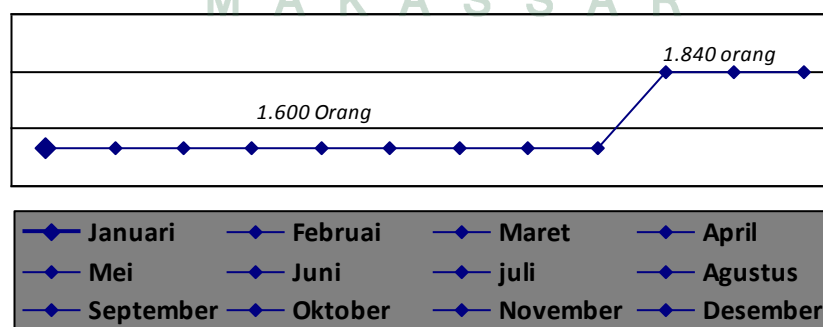 M A K A S S A R
1.840 orang
1.600 Orang
Januari Februai Maret April
Mei Juni juli Agustus
September Oktober November Desember